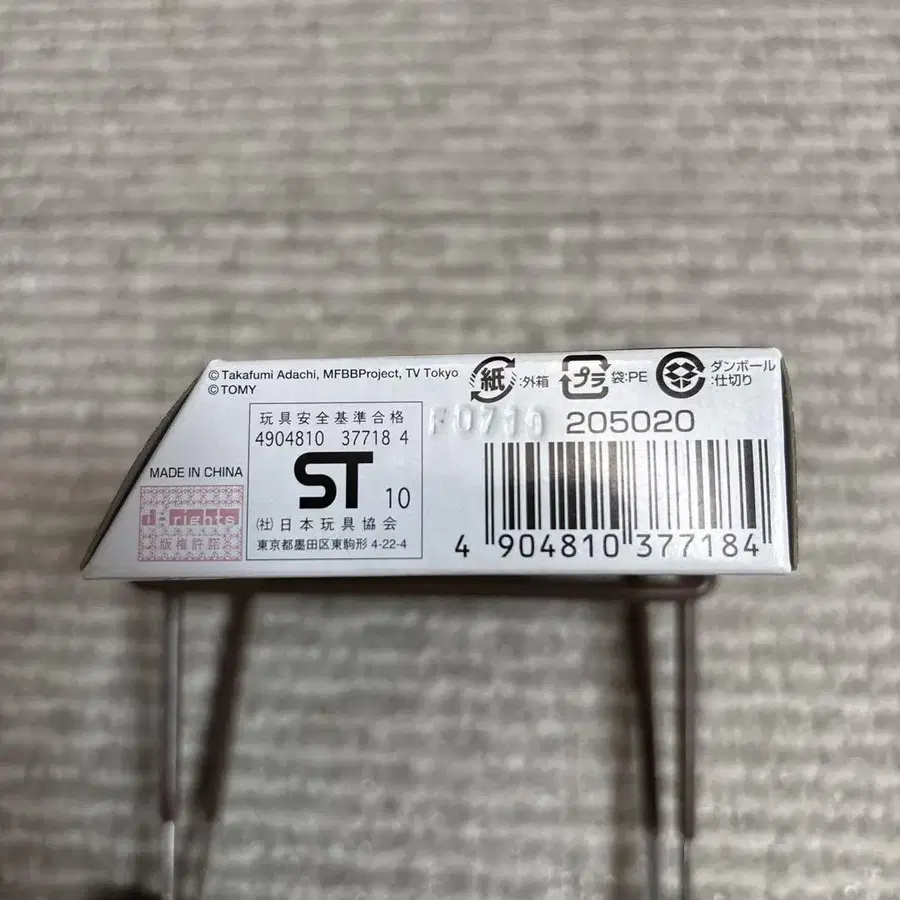 © Takafumi Adachi, MFBBProject, TV Tokyo
© TOMY
紙 :外箱
プラ 袋:PE
ダンボール
:仕切り
玩具安全基準合格
4904810 37718 4
ST 10
(社)日本玩具協会
東京都墨田区東駒形 4-22-4
MADE IN CHINA
d-rights
版権許諾
205020
4 904810 377184